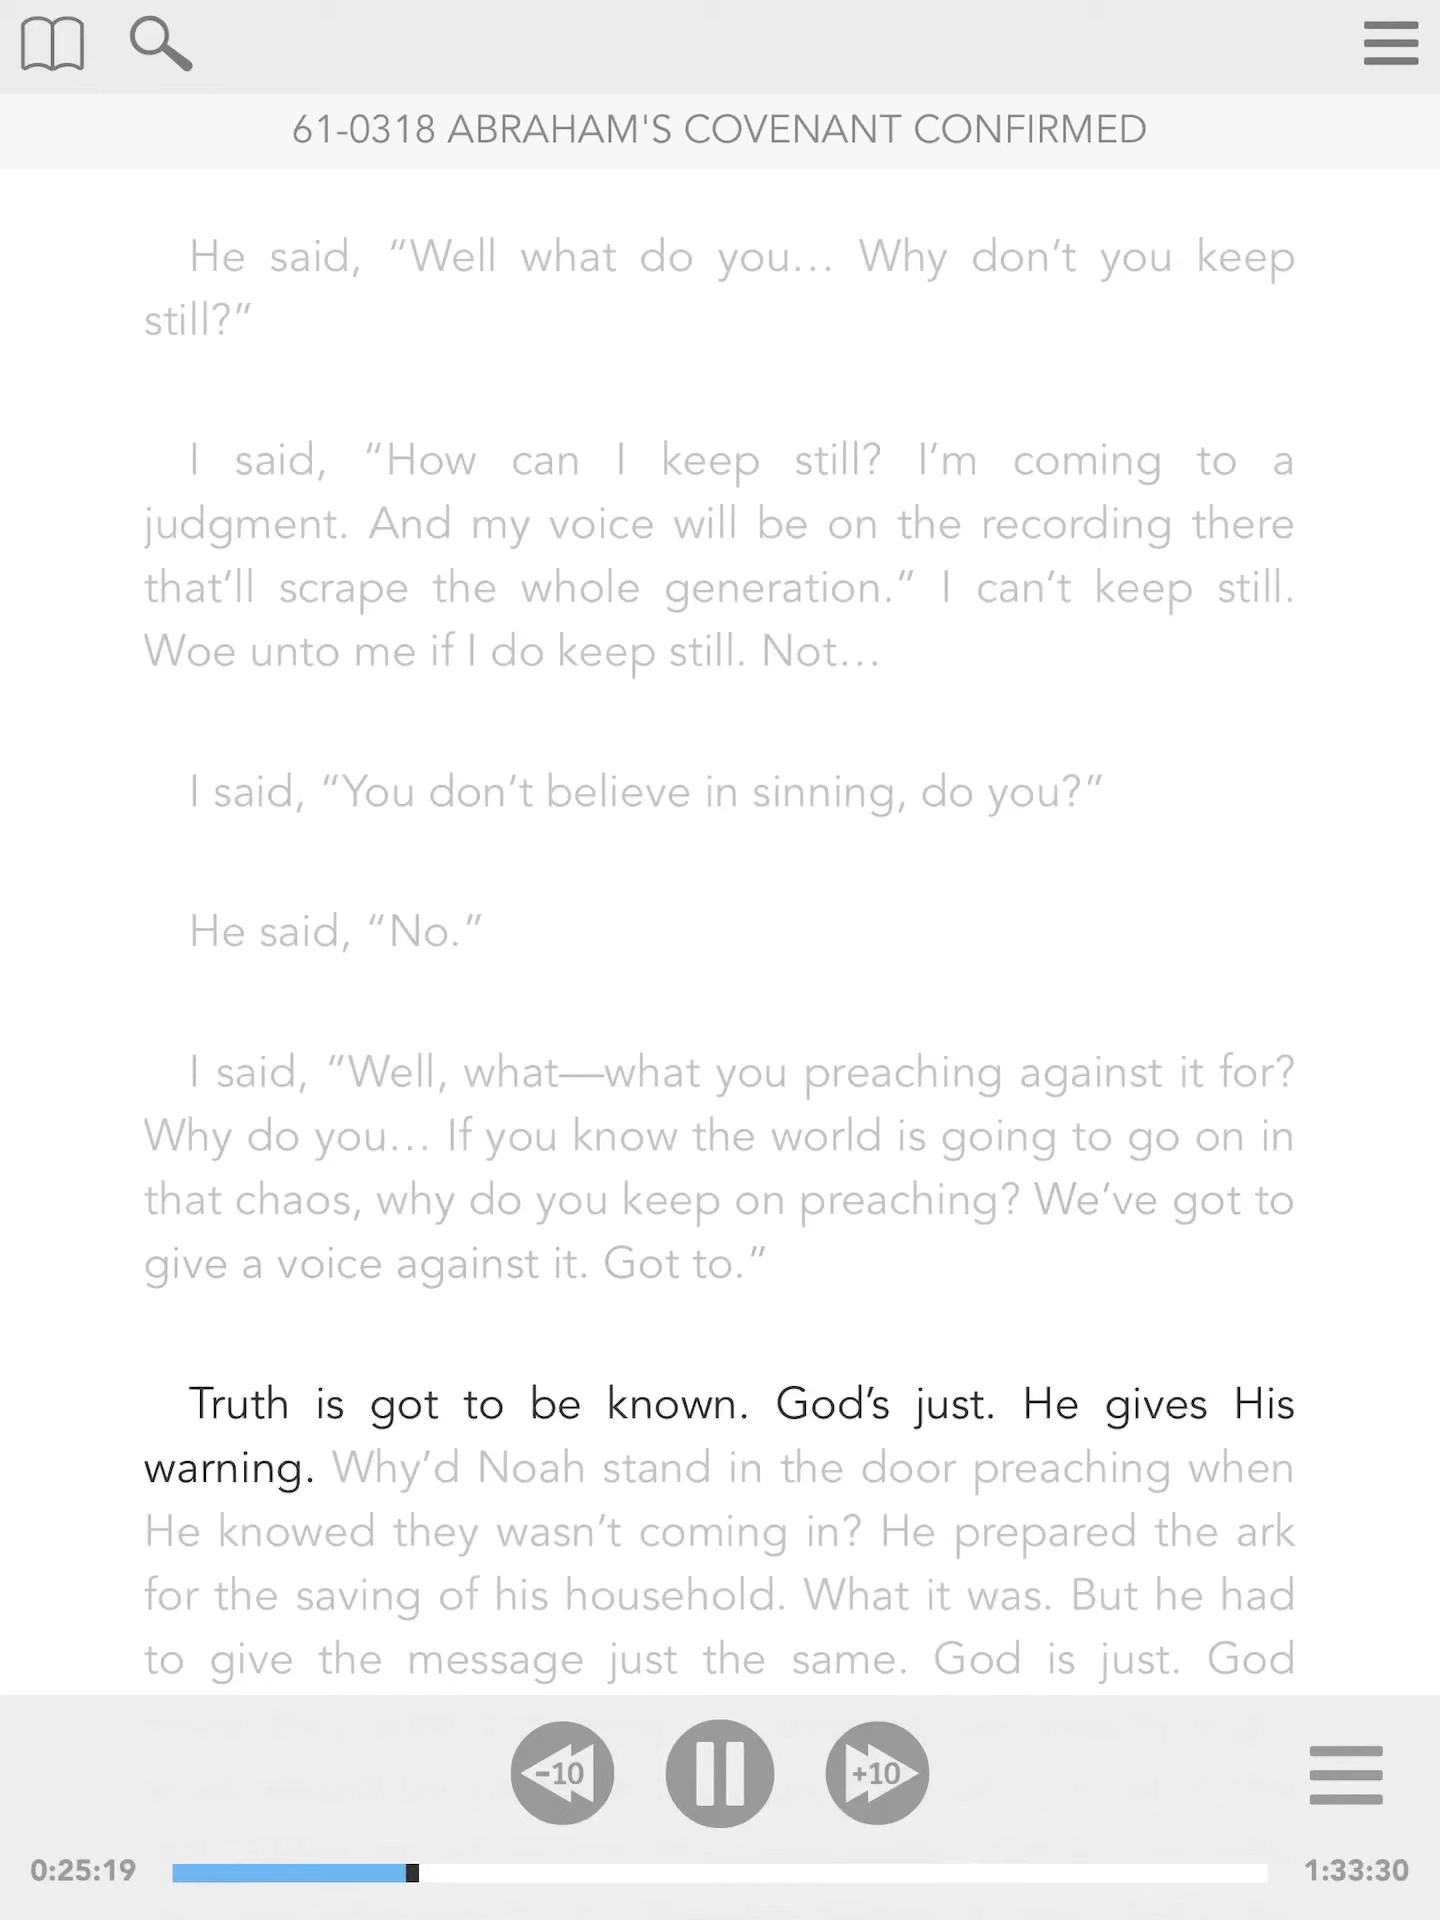 61-0318 ABRAHAM'S COVENANT CONFIRMED
He said, “Well what do you… Why don’t you keep
still?”
I said, “How can I keep still? I’m coming to a
judgment. And my voice will be on the recording there
that’ll scrape the whole generation.” I can’t keep still.
Woe unto me if I do keep still. Not…
I said, “You don’t believe in sinning, do you?”
He said, “No.”
I said, “Well, what—what you preaching against it for?
Why do you… If you know the world is going to go on in
that chaos, why do you keep on preaching? We’ve got to
give a voice against it. Got to.”
Truth is got to be known. God’s just. He gives His
warning. Why’d Noah stand in the door preaching when
He knowed they wasn’t coming in? He prepared the ark
for the saving of his household. What it was. But he had
to give the message just the same. God is just. God
-10
+10
0:25:19
1:33:30